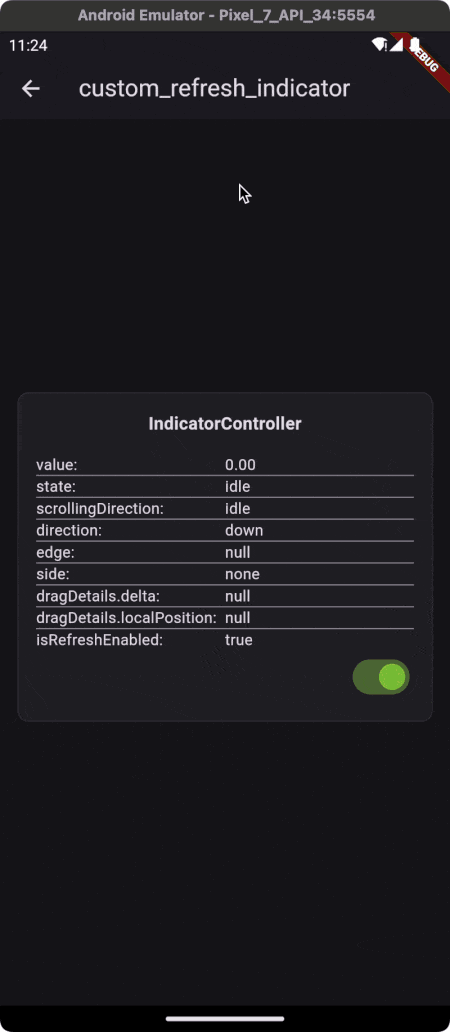 Android Emulator - Pixel_7_API_34:5554
11:24
DEBUG
custom_refresh_indicator
IndicatorController
value: 0.00
state: idle
scrollingDirection: idle
direction: down
edge: null
side: none
dragDetails.delta: null
dragDetails.localPosition: null
isRefreshEnabled: true